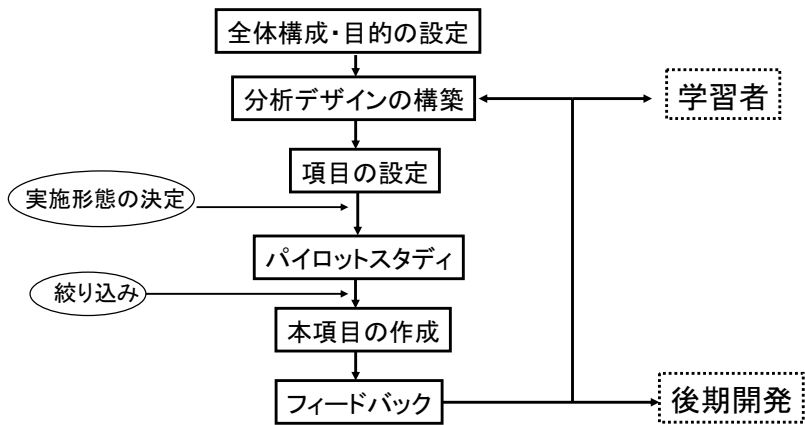 全体構成・目的の設定
分析デザインの構築
学習者
項目の設定
実施形態の決定
パイロットスタディ
絞り込み
本項目の作成
フィードバック
後期開発